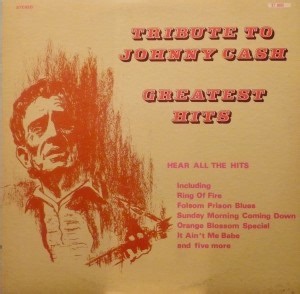 STEREO
TRIBUTE TO
JOHNNY CASH
GREATEST
HITS
HEAR ALL THE HITS
Including
Ring Of Fire
Folsom Prison Blues
Sunday Morning Coming Down
Orange Blossom Special
It Ain't Me Babe
and five more